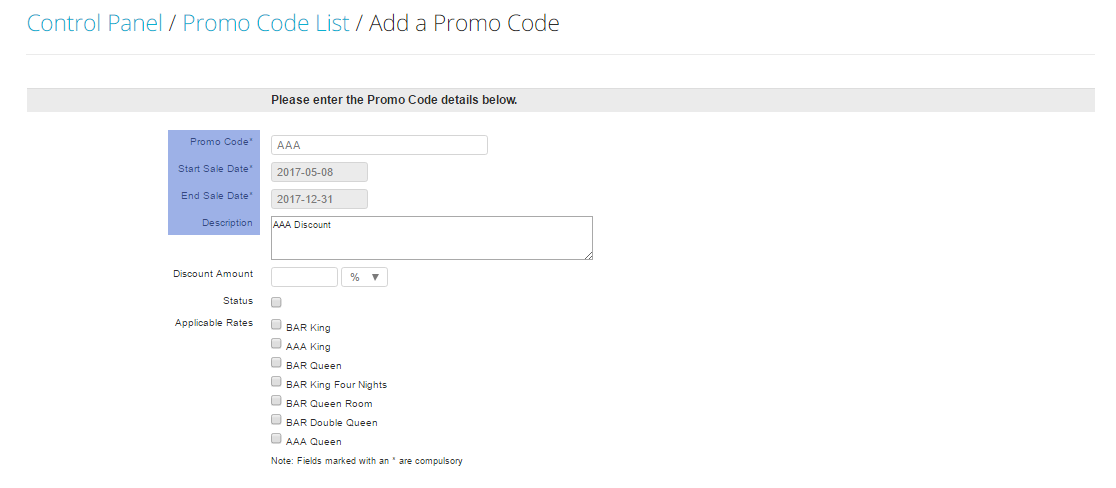 Control Panel / Promo Code List / Add a Promo Code
Please enter the Promo Code details below.
Promo Code* AAA
Start Sale Date* 2017-05-08
End Sale Date* 2017-12-31
Description AAA Discount
Discount Amount % ▼
Status
Applicable Rates BAR King
AAA King
BAR Queen
BAR King Four Nights
BAR Queen Room
BAR Double Queen
AAA Queen
Note: Fields marked with an * are compulsory